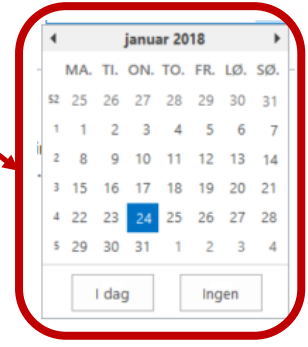 januar 2018
MA. TI. ON. TO. FR. LØ. SØ.
52 25 26 27 28 29 30 31
1 1 2 3 4 5 6 7
2 8 9 10 11 12 13 14
3 15 16 17 18 19 20 21
4 22 23 24 25 26 27 28
5 29 30 31 1 2 3 4
I dag Ingen